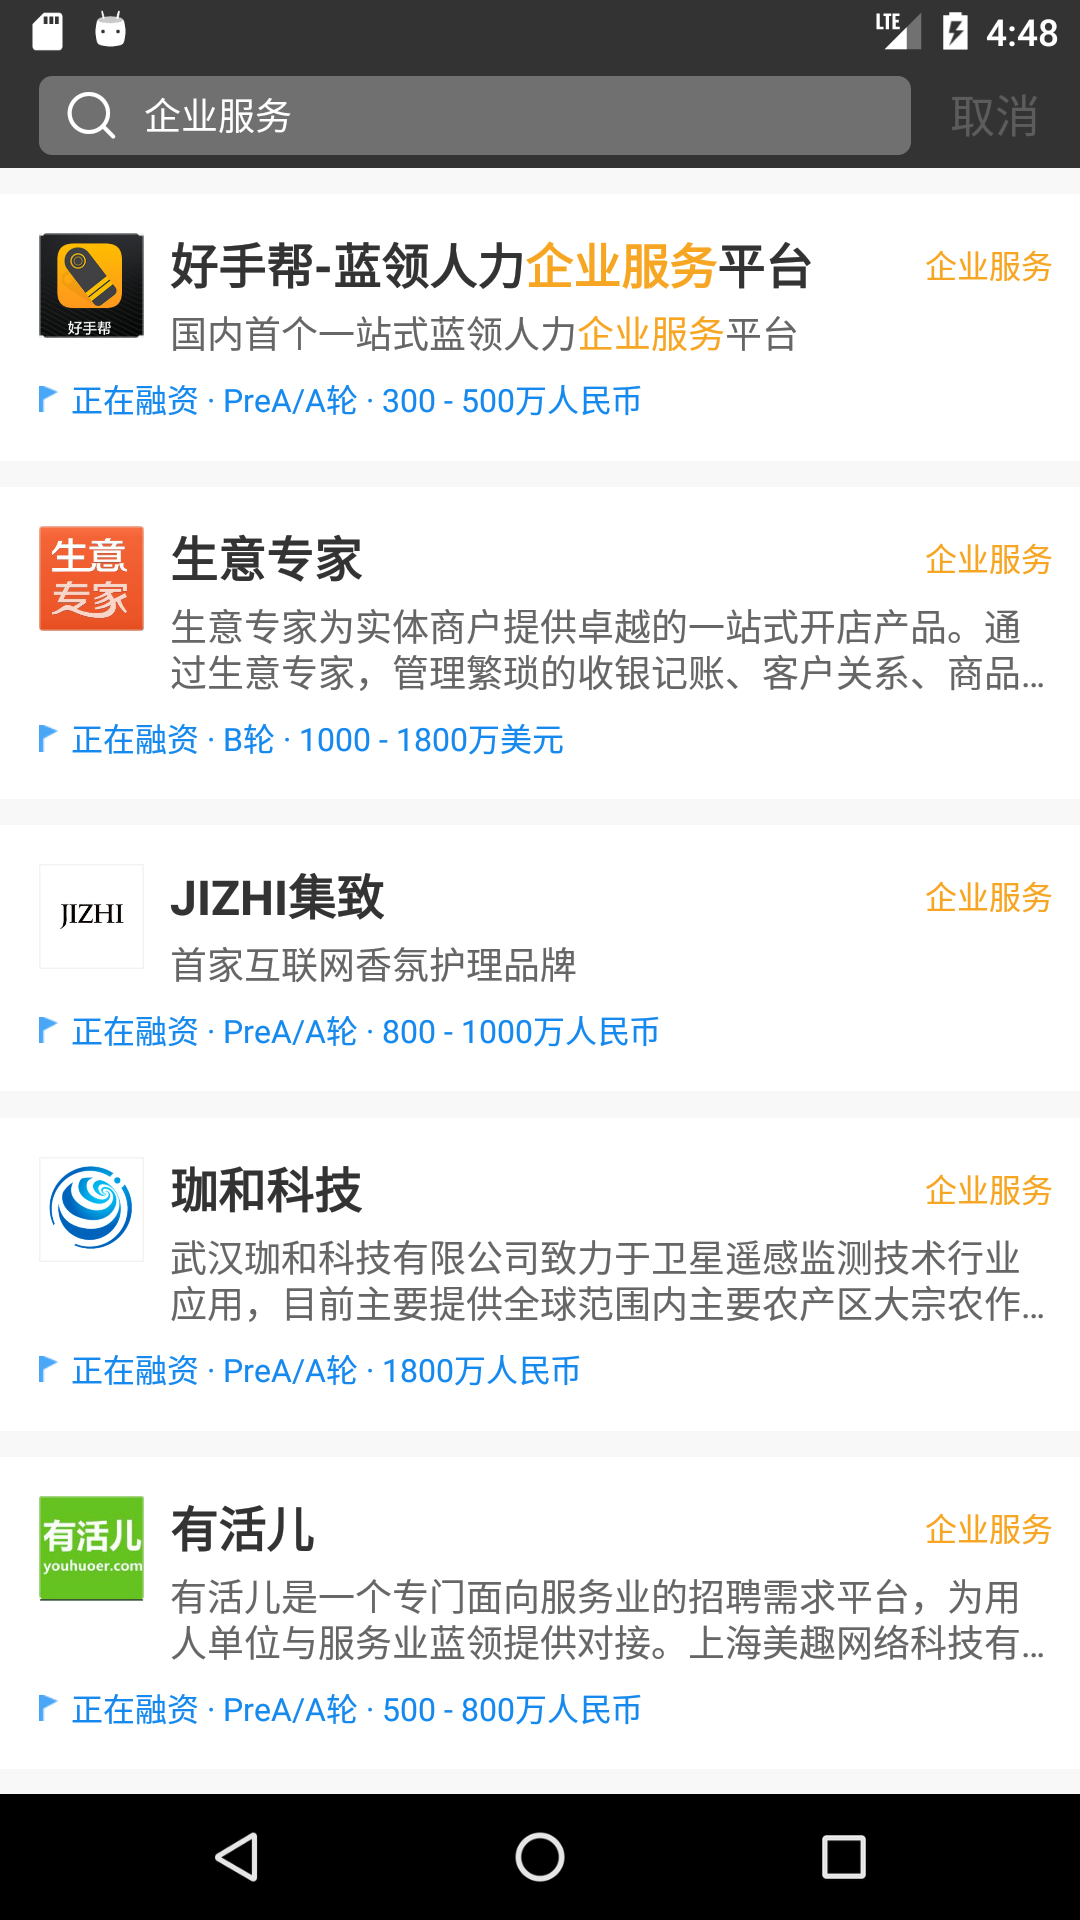 LTE 4:48
企业服务 取消
好手帮-蓝领人力企业服务平台 企业服务
好手帮
国内首个一站式蓝领人力企业服务平台
正在融资 · PreA/A轮 · 300 - 500万人民币
生意专家 企业服务
生意
专家
生意专家为实体商户提供卓越的一站式开店产品。通
过生意专家，管理繁琐的收银记账、客户关系、商品...
正在融资 · B轮 · 1000 - 1800万美元
JIZHI集致 企业服务
JIZHI
首家互联网香氛护理品牌
正在融资 · PreA/A轮 · 800 - 1000万人民币
珈和科技 企业服务
武汉珈和科技有限公司致力于卫星遥感监测技术行业
应用，目前主要提供全球范围内主要农产区大宗农作...
正在融资 · PreA/A轮 · 1800万人民币
有活儿 企业服务
有活儿
youhuoer.com
有活儿是一个专门面向服务业的招聘需求平台，为用
人单位与服务业蓝领提供对接。上海美趣网络科技有...
正在融资 · PreA/A轮 · 500 - 800万人民币